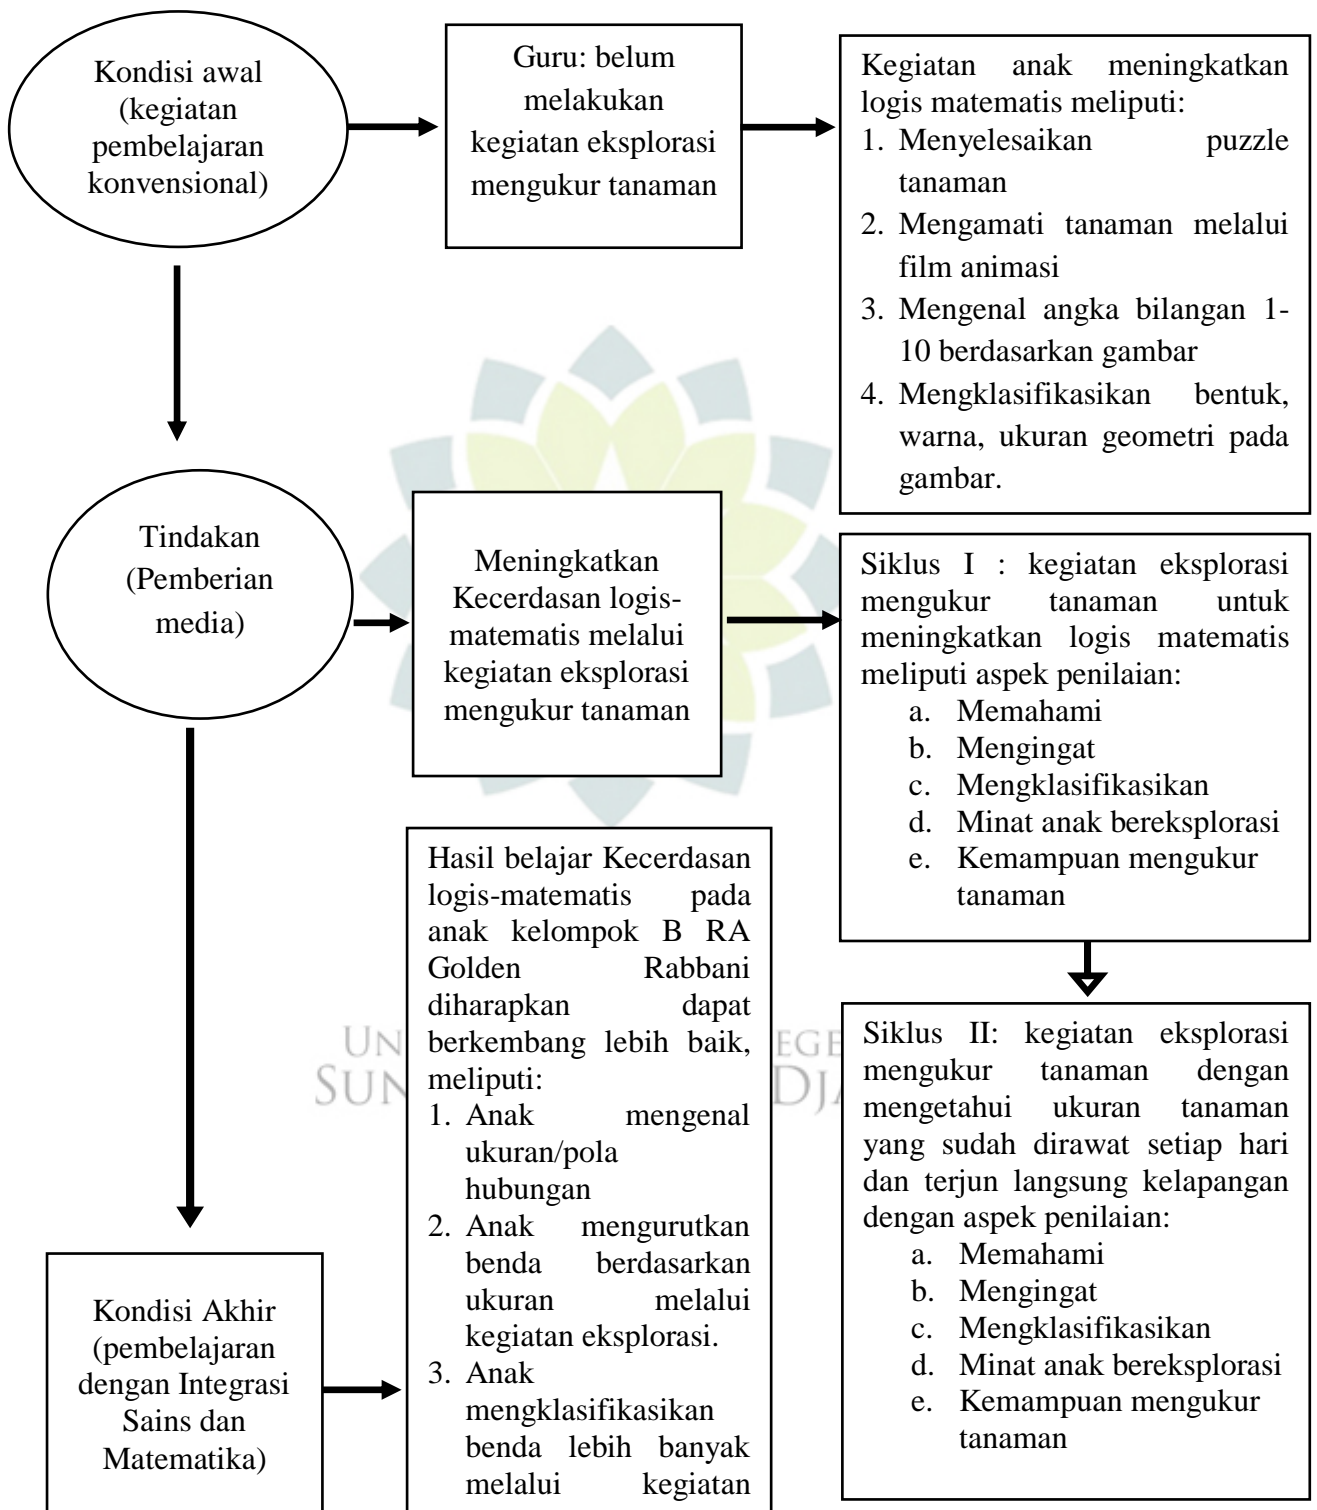 Kondisi awal
(kegiatan
pembelajaran
konvensional)
Guru: belum
melakukan
kegiatan eksplorasi
mengukur tanaman
Kegiatan anak meningkatkan
logis matematis meliputi:
1. Menyelesaikan puzzle
tanaman
2. Mengamati tanaman melalui
film animasi
3. Mengenal angka bilangan 1-
10 berdasarkan gambar
4. Mengklasifikasikan bentuk,
warna, ukuran geometri pada
gambar.
Tindakan
(Pemberian
media)
Meningkatkan
Kecerdasan logis-
matematis melalui
kegiatan eksplorasi
mengukur tanaman
Siklus I : kegiatan eksplorasi
mengukur tanaman untuk
meningkatkan logis matematis
meliputi aspek penilaian:
a. Memahami
b. Mengingat
c. Mengklasifikasikan
d. Minat anak bereksplorasi
e. Kemampuan mengukur
tanaman
Siklus II: kegiatan eksplorasi
mengukur tanaman dengan
mengetahui ukuran tanaman
yang sudah dirawat setiap hari
dan terjun langsung kelapangan
dengan aspek penilaian:
a. Memahami
b. Mengingat
c. Mengklasifikasikan
d. Minat anak bereksplorasi
e. Kemampuan mengukur
tanaman
Kondisi Akhir
(pembelajaran
dengan Integrasi
Sains dan
Matematika)
Hasil belajar Kecerdasan
logis-matematis pada
anak kelompok B RA
Golden Rabbani
diharapkan dapat
berkembang lebih baik,
meliputi:
1. Anak mengenal
ukuran/pola
hubungan
2. Anak mengurutkan
benda berdasarkan
ukuran melalui
kegiatan eksplorasi.
3. Anak
mengklasifikasikan
benda lebih banyak
melalui kegiatan
UN EGE
SUN DJ